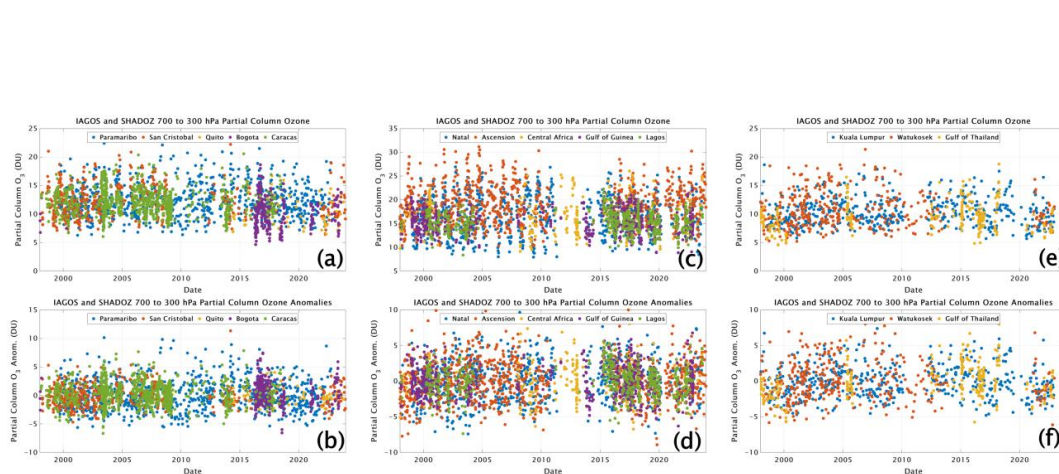 IAGOS and SHADOZ 700 to 300 hPa Partial Column Ozone
Paramaribo San Cristobal Quito Bogota Caracas
Partial Column O3 (DU)
25
20
15
10
5
0
2000 2005 2010 2015 2020
Date
(a)
IAGOS and SHADOZ 700 to 300 hPa Partial Column Ozone
Natal Ascension Central Africa Gulf of Guinea Lagos
Partial Column O3 (DU)
35
30
25
20
15
10
5
2000 2005 2010 2015 2020
Date
(c)
IAGOS and SHADOZ 700 to 300 hPa Partial Column Ozone
Kuala Lumpur Watukosek Gulf of Thailand
Partial Column O3 (DU)
25
20
15
10
5
0
2000 2005 2010 2015 2020
Date
(e)
IAGOS and SHADOZ 700 to 300 hPa Partial Column Ozone Anomalies
Paramaribo San Cristobal Quito Bogota Caracas
Partial Column O3 Anom. (DU)
15
10
5
0
-5
-10
2000 2005 2010 2015 2020
Date
(b)
IAGOS and SHADOZ 700 to 300 hPa Partial Column Ozone Anomalies
Natal Ascension Central Africa Gulf of Guinea Lagos
Partial Column O3 Anom. (DU)
10
5
0
-5
-10
2000 2005 2010 2015 2020
Date
(d)
IAGOS and SHADOZ 700 to 300 hPa Partial Column Ozone Anomalies
Kuala Lumpur Watukosek Gulf of Thailand
Partial Column O3 Anom. (DU)
10
5
0
-5
-10
2000 2005 2010 2015 2020
Date
(f)